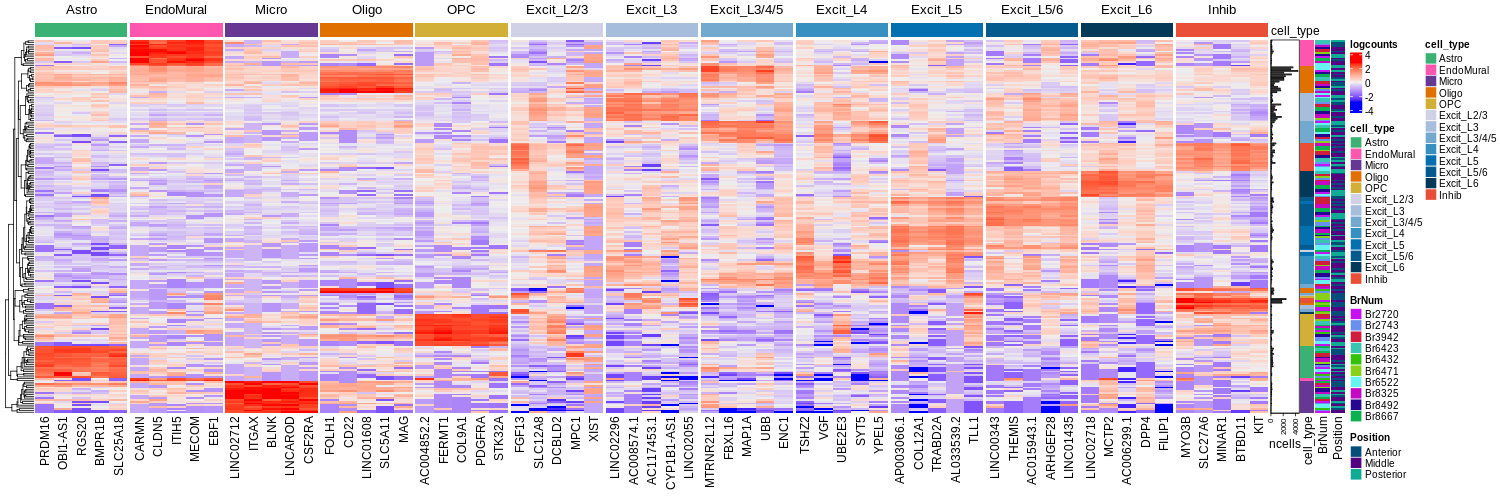 Astro EndoMural Micro Oligo OPC Excit_L2/3 Excit_L3 Excit_L3/4/5 Excit_L4 Excit_L5 Excit_L5/6 Excit_L6 Inhib
cell_type
PRDM16
OBI1-AS1
RGS20
BMPR1B
SLC25A18
CARMN
CLDN5
ITIH5
MECOM
EBF1
LINC02712
ITGAX
BLNK
LNCAROD
CSF2RA
FOLH1
CD22
LINC01608
SLC5A11
MAG
AC004852.2
FERMT1
COL9A1
PDGFRA
STK32A
FGF13
SLC12A8
DCBLD2
MPC1
XIST
LINC02296
AC008574.1
AC117453.1
CYP1B1-AS1
LINC02055
MTRNR2L12
FBXL16
MAP1A
UBB
ENC1
TSHZ2
VGF
UBE2E3
SYT5
YPEL5
AP003066.1
COL12A1
TRABD2A
AL033539.2
TLL1
LINC00343
THEMIS
AC015943.1
ARHGEF28
LINC01435
LINC02718
MCTP2
AC006299.1
DPP4
FILIP1
MYO3B
SLC27A6
MINAR1
BTBD11
KIT
0
2000
4000
ncells
cell_type
BrNum
Position
logcounts
4
2
0
-2
-4
cell_type
Astro
EndoMural
Micro
Oligo
OPC
Excit_L2/3
Excit_L3
Excit_L3/4/5
Excit_L4
Excit_L5
Excit_L5/6
Excit_L6
Inhib
BrNum
Br2720
Br2743
Br3942
Br6423
Br6432
Br6471
Br6522
Br8325
Br8492
Br8667
Position
Anterior
Middle
Posterior
cell_type
Astro
EndoMural
Micro
Oligo
OPC
Excit_L2/3
Excit_L3
Excit_L3/4/5
Excit_L4
Excit_L5
Excit_L5/6
Excit_L6
Inhib